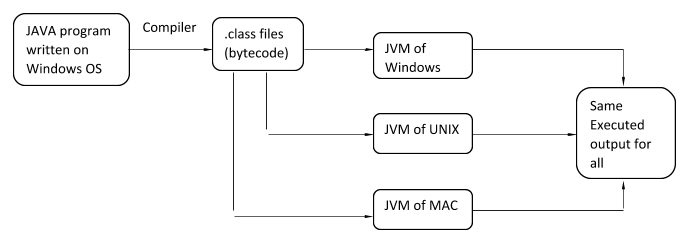 JAVA program
written on
Windows OS
Compiler
.class files
(bytecode)
JVM of
Windows
JVM of UNIX
JVM of MAC
Same
Executed
output for
all